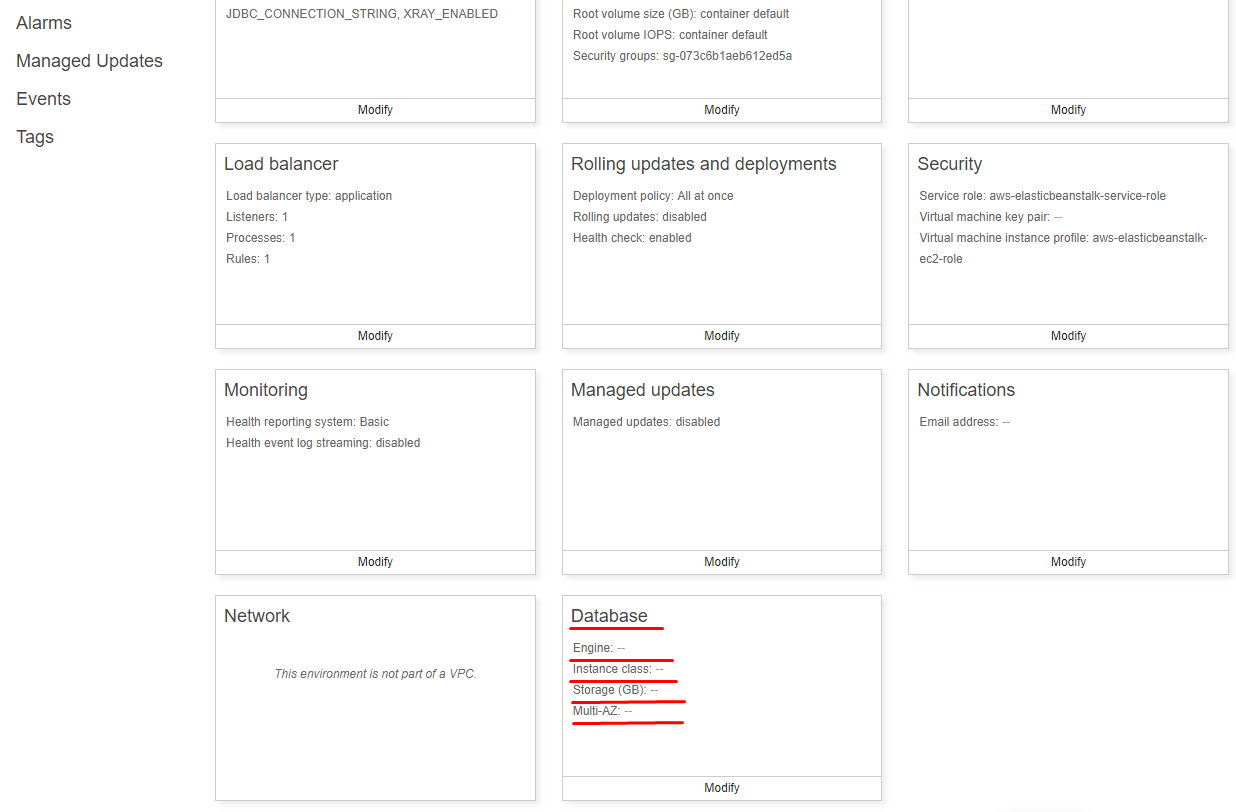 Alarms
Managed Updates
Events
Tags
JDBC_CONNECTION_STRING, XRAY_ENABLED
Modify
Root volume size (GB): container default
Root volume IOPS: container default
Security groups: sg-073c6b1aeb612ed5a
Modify
Modify
Load balancer
Load balancer type: application
Listeners: 1
Processes: 1
Rules: 1
Modify
Rolling updates and deployments
Deployment policy: All at once
Rolling updates: disabled
Health check: enabled
Modify
Security
Service role: aws-elasticbeanstalk-service-role
Virtual machine key pair: --
Virtual machine instance profile: aws-elasticbeanstalk-
ec2-role
Modify
Monitoring
Health reporting system: Basic
Health event log streaming: disabled
Modify
Managed updates
Managed updates: disabled
Modify
Notifications
Email address: --
Modify
Network
This environment is not part of a VPC.
Database
Engine: --
Instance class: --
Storage (GB): --
Multi-AZ: --
Modify